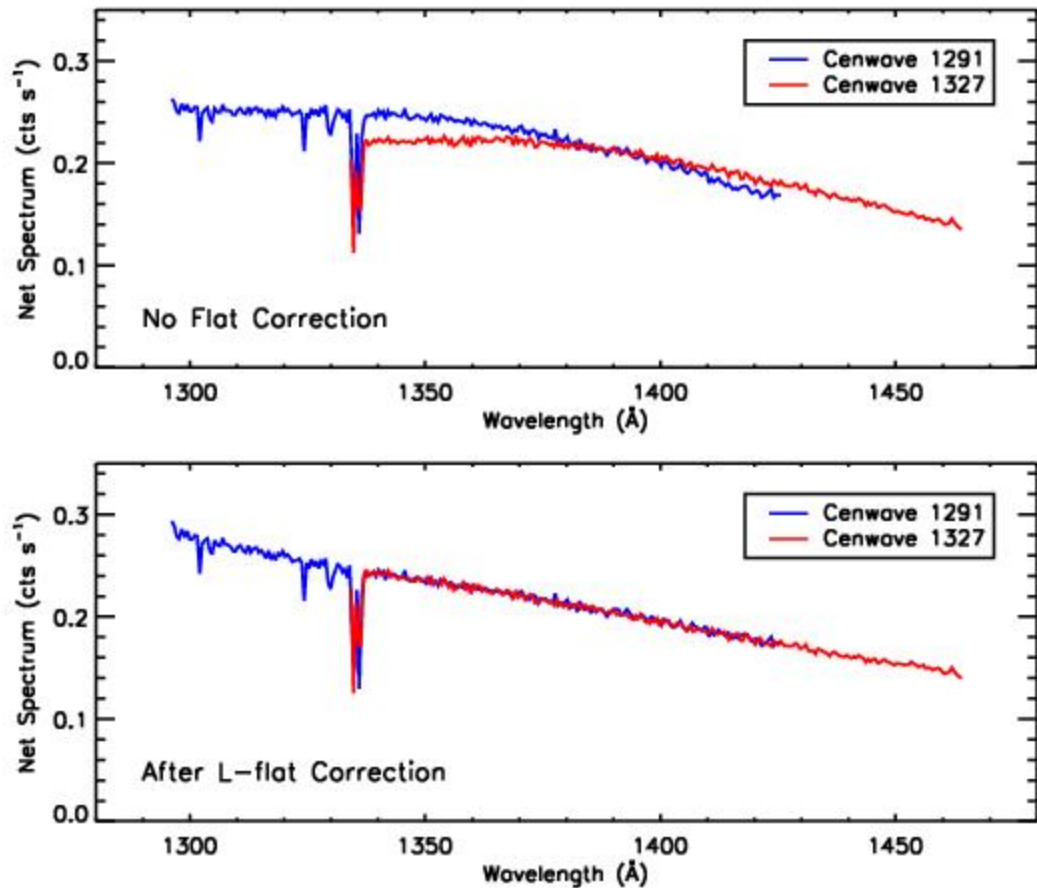 0.3
0.2
0.1
0.0
Net Spectrum (cts s⁻¹)
Cenwave 1291
Cenwave 1327
No Flat Correction
1300
1350
1400
1450
Wavelength (Å)
0.3
0.2
0.1
0.0
Net Spectrum (cts s⁻¹)
Cenwave 1291
Cenwave 1327
After L-flat Correction
1300
1350
1400
1450
Wavelength (Å)